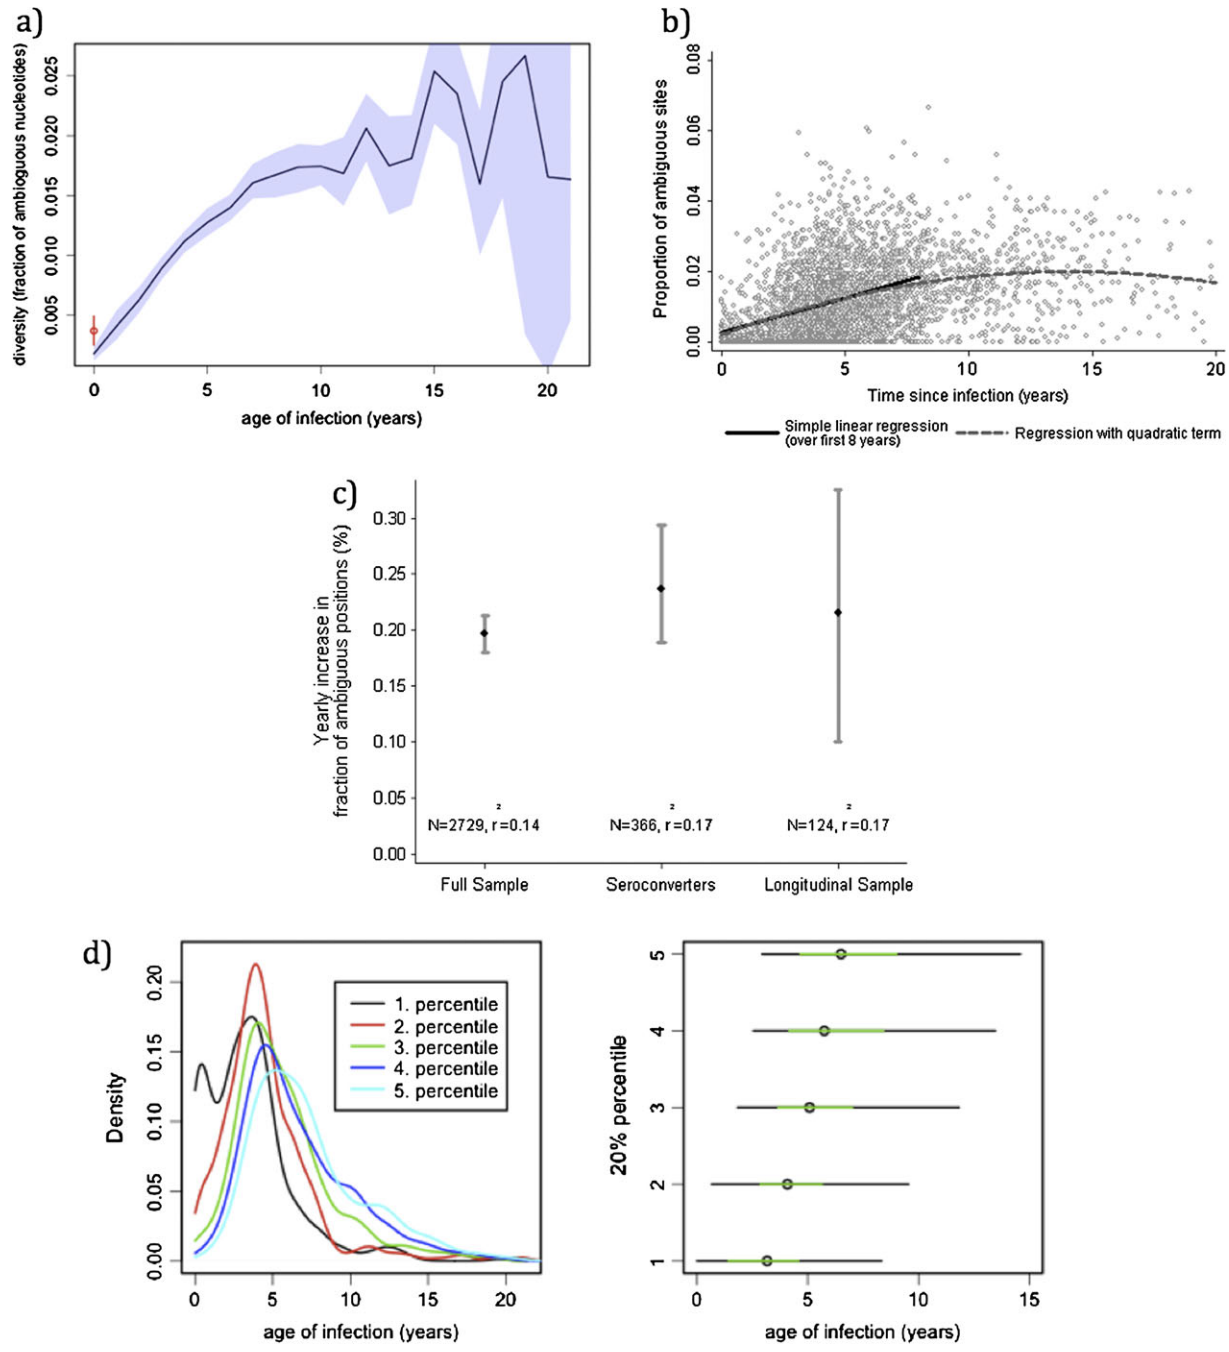 a)
diversity (fraction of ambioguous nucleotides)
0.025
0.020
0.015
0.010
0.005
0 5 10 15 20
age of infection (years)
b)
Proportion of ambiguous sites
0.08
0.06
0.04
0.02
0.00
0 5 10 15 20
Time since infection (years)
Simple linear regression
(over first 8 years)
Regression with quadratic term
c)
Yearly increase in
fraction of ambiguous positions (%)
0.30
0.25
0.20
0.15
0.10
0.05
0.00
N=2729, r²=0.14
N=366, r²=0.17
N=124, r²=0.17
Full Sample Seroconverters Longitudinal Sample
d)
Density
0.20
0.15
0.10
0.05
0.00
1. percentile
2. percentile
3. percentile
4. percentile
5. percentile
0 5 10 15 20
age of infection (years)
20% percentile
5
4
3
2
1
0 5 10 15
age of infection (years)